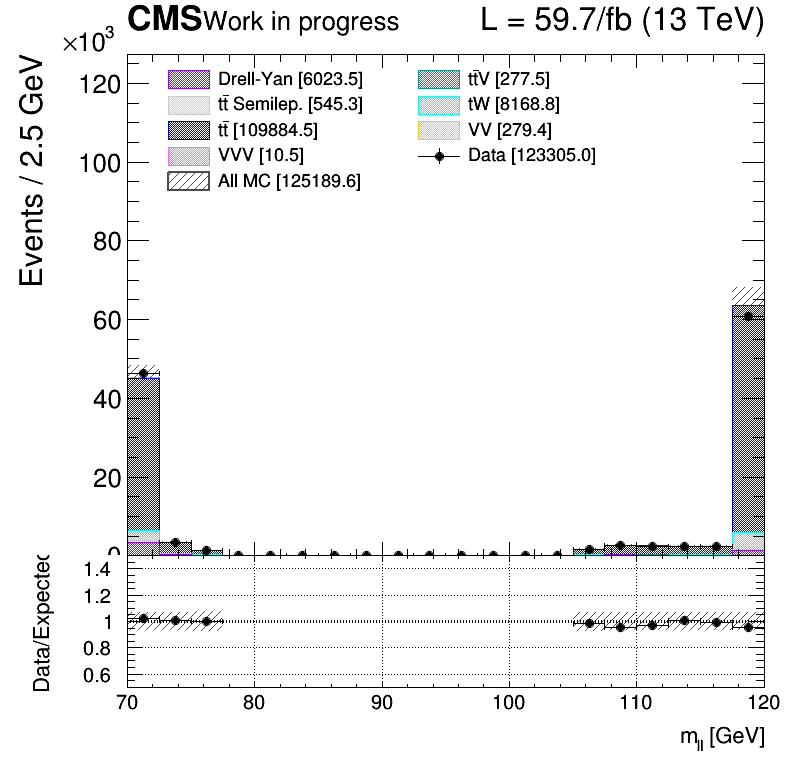 CMS Work in progress L = 59.7/fb (13 TeV)
×10³
Events / 2.5 GeV
Drell-Yan [6023.5]
tt̄ Semilep. [545.3]
tt̄ [109884.5]
VVV [10.5]
All MC [125189.6]
tt̄V [277.5]
tW [8168.8]
VV [279.4]
Data [123305.0]
120
100
80
60
40
20
0
Data/Expected
1.4
1.2
1
0.8
0.6
70 80 90 100 110 120
m_ll [GeV]